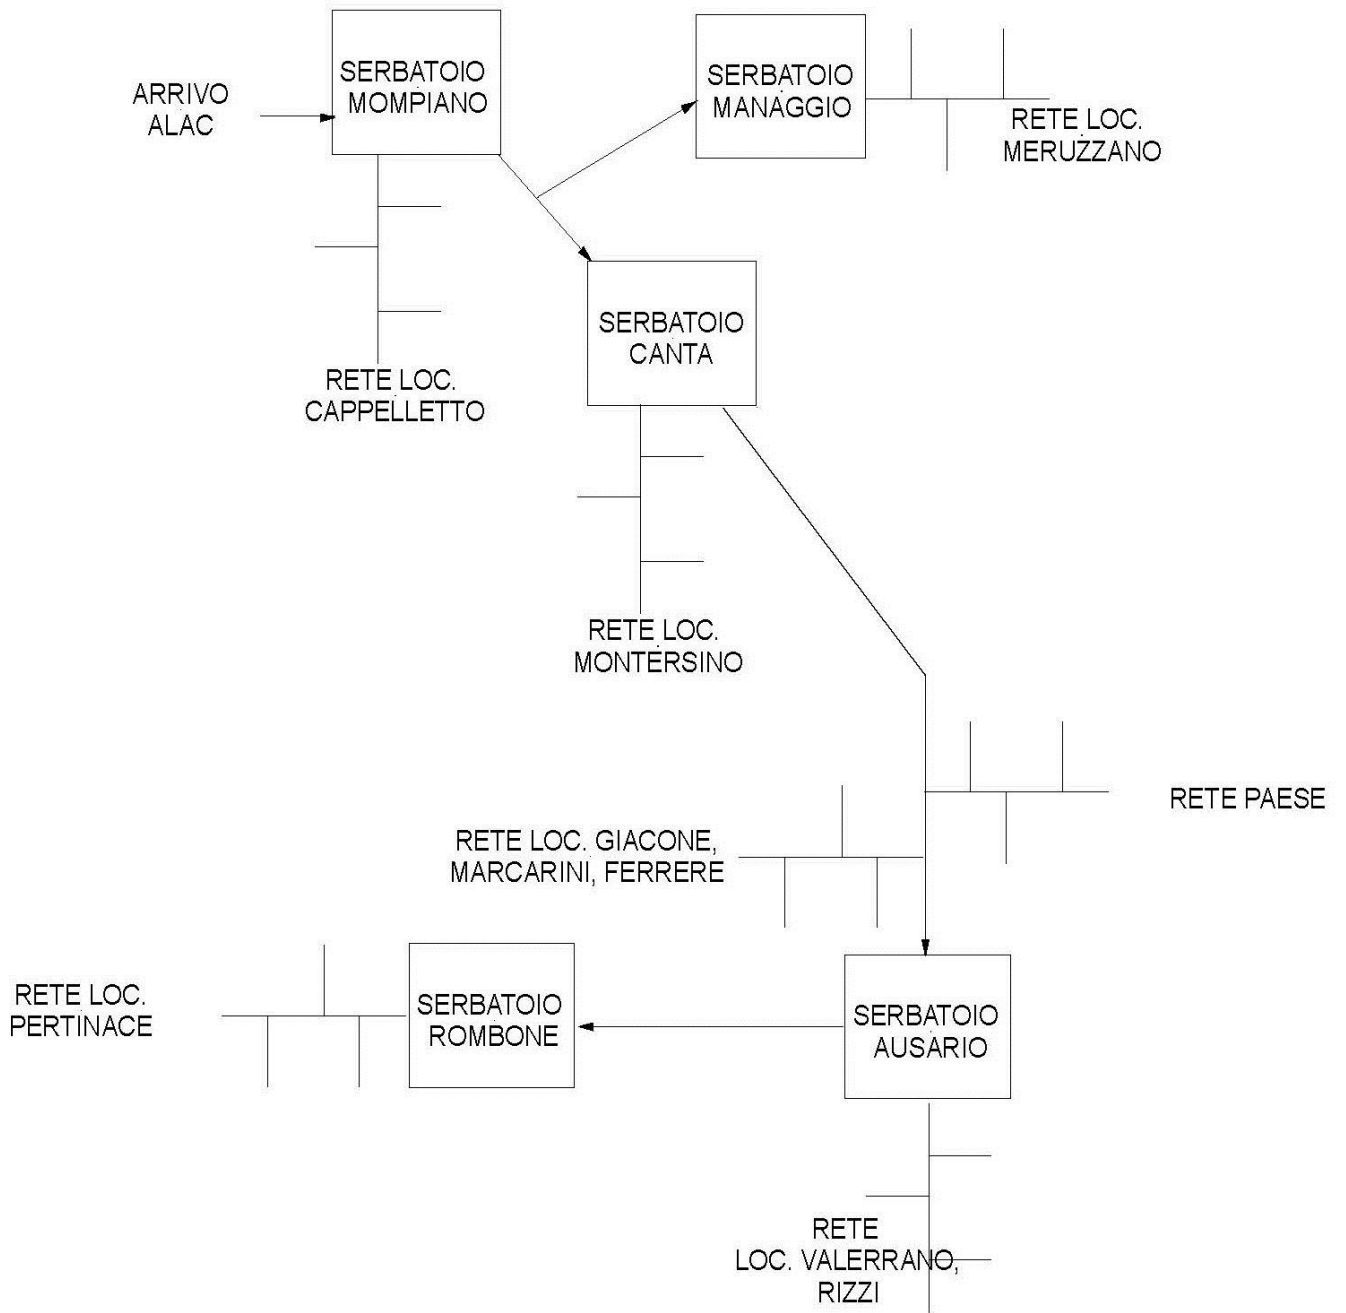 SERBATOIO
MOMPIANO
SERBATOIO
MANAGGIO
ARRIVO
ALAC
RETE LOC.
MERUZZANO
SERBATOIO
CANTA
RETE LOC.
CAPPELLETTO
RETE LOC.
MONTERSINO
RETE PAESE
RETE LOC. GIACONE,
MARCARINI, FERRERE
RETE LOC.
PERTINACE
SERBATOIO
ROMBONE
SERBATOIO
AUSARIO
RETE
LOC. VALERRANO,
RIZZI